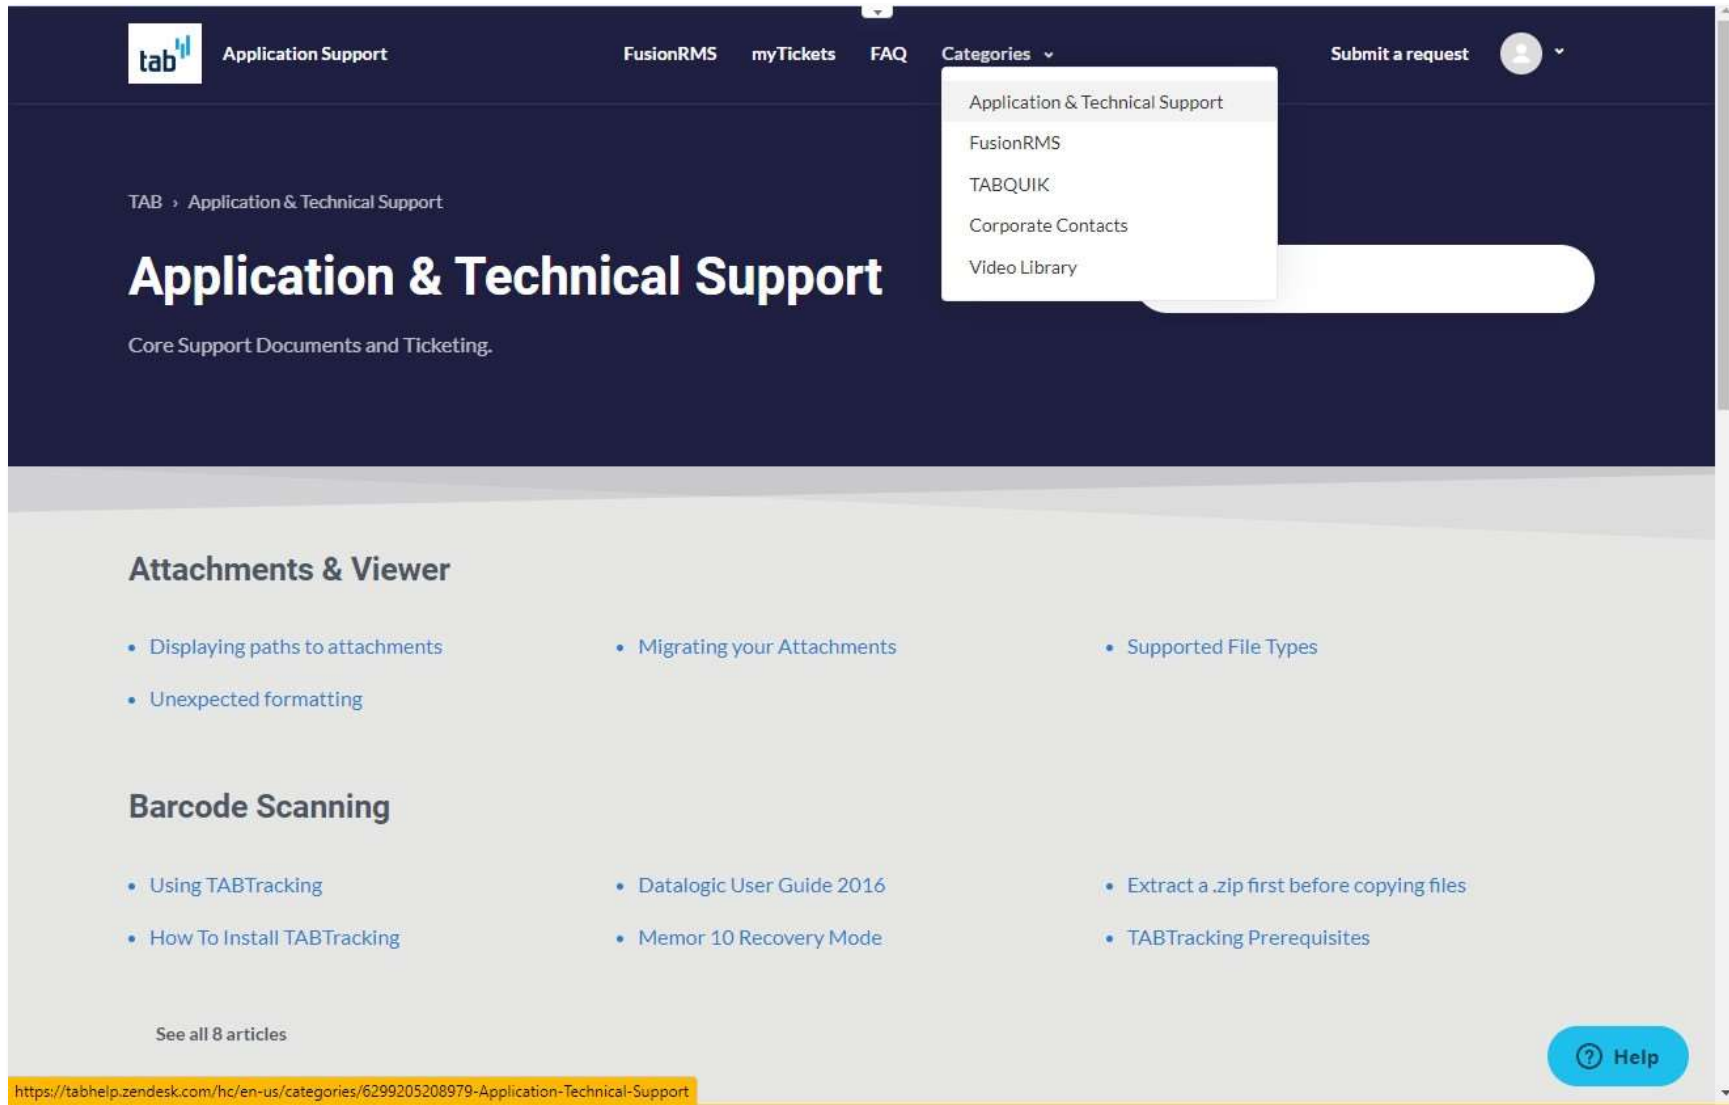 tab
Application Support
FusionRMS
myTickets
FAQ
Categories
Submit a request
Application & Technical Support
FusionRMS
TABQUIK
Corporate Contacts
Video Library
TAB › Application & Technical Support
Application & Technical Support
Core Support Documents and Ticketing.
Attachments & Viewer
• Displaying paths to attachments
• Migrating your Attachments
• Supported File Types
• Unexpected formatting
Barcode Scanning
• Using TABTracking
• Datalogic User Guide 2016
• Extract a .zip first before copying files
• How To Install TABTracking
• Memor 10 Recovery Mode
• TABTracking Prerequisites
See all 8 articles
? Help
https://tabhelp.zendesk.com/hc/en-us/categories/6299205208979-Application-Technical-Support